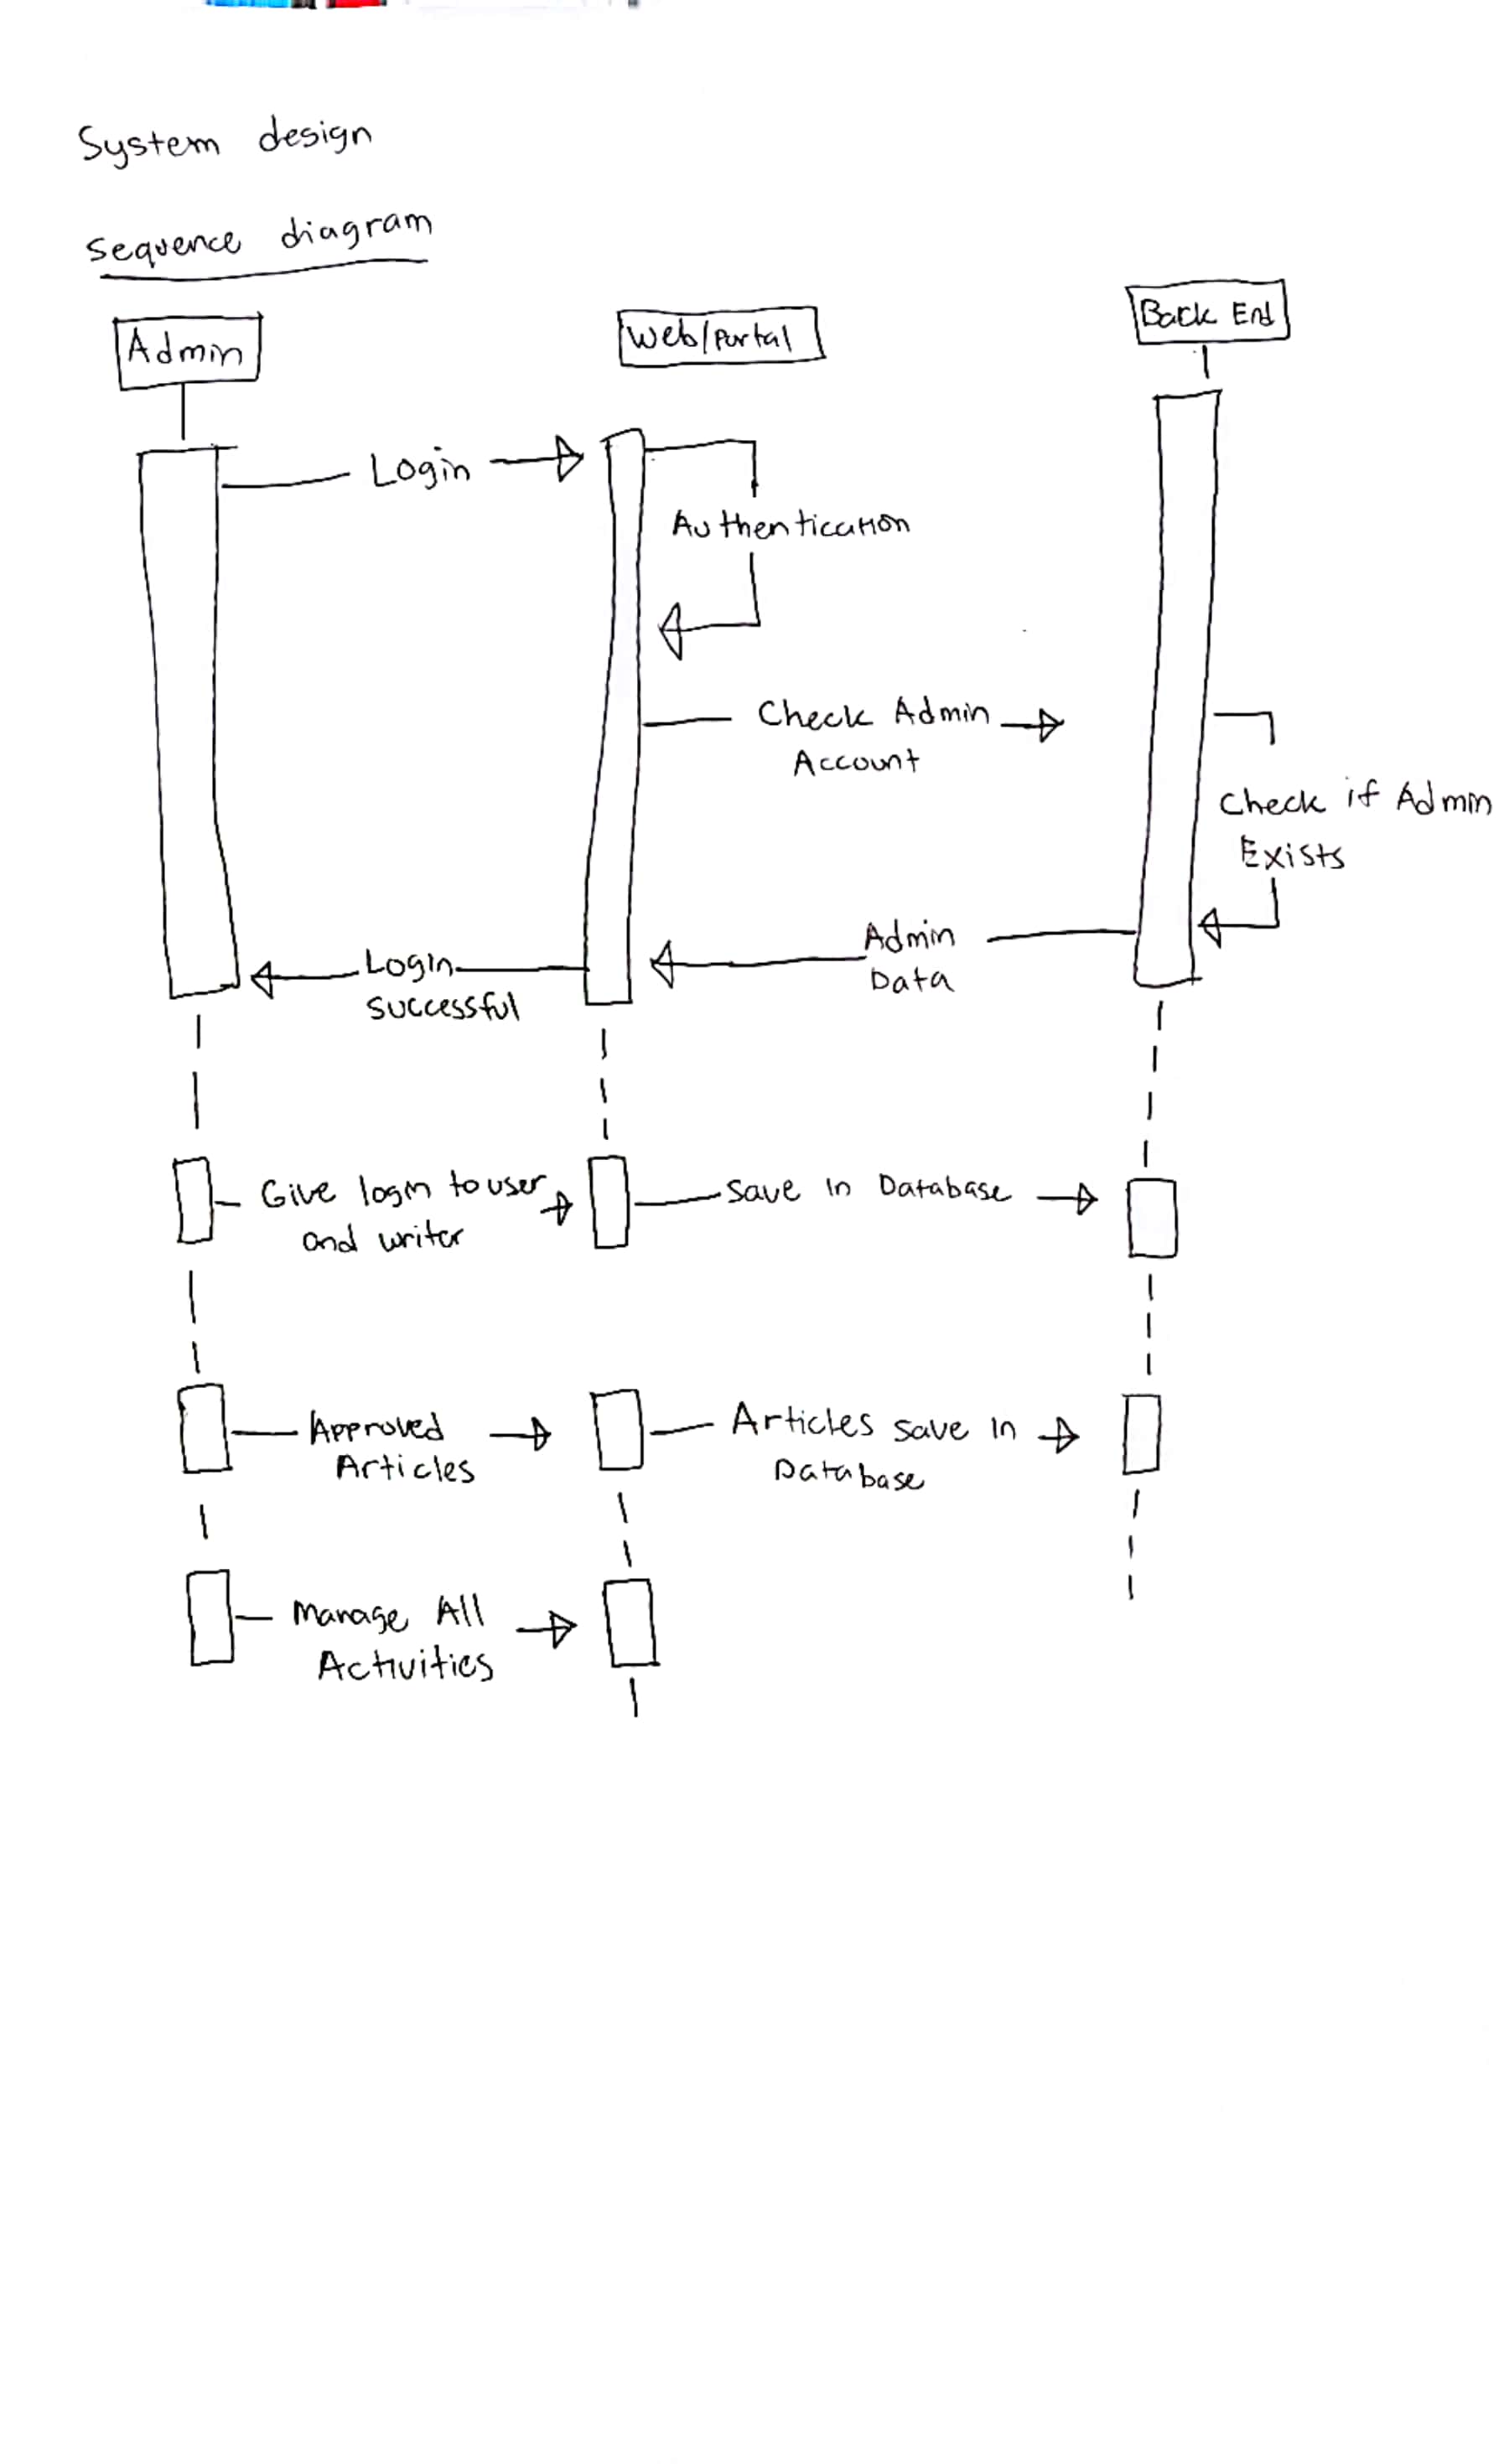 System design
Sequence diagram
Admin
Web/Portal
Back End
Login
Authentication
Check Admin
Account
Check if Admin
Exists
Admin
Data
Login
Successful
Give login to user
and writer
Save in Database
Approved
Articles
Articles save in
Database
Manage All
Activities